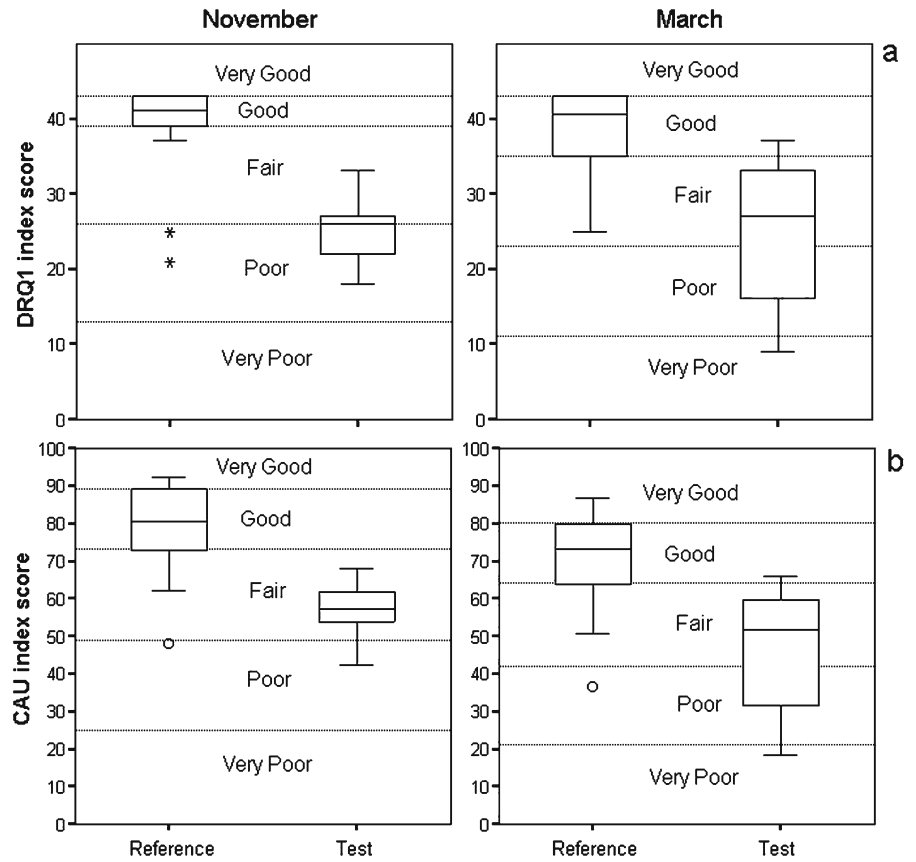 November March
a
DRQ1 index score
40
30
20
10
0
Very Good
Good
Fair
Poor
Very Poor
40
30
20
10
0
Very Good
Good
Fair
Poor
Very Poor
b
CAU index score
100
90
80
70
60
50
40
30
20
10
0
Very Good
Good
Fair
Poor
Very Poor
100
90
80
70
60
50
40
30
20
10
0
Very Good
Good
Fair
Poor
Very Poor
Reference Test Reference Test